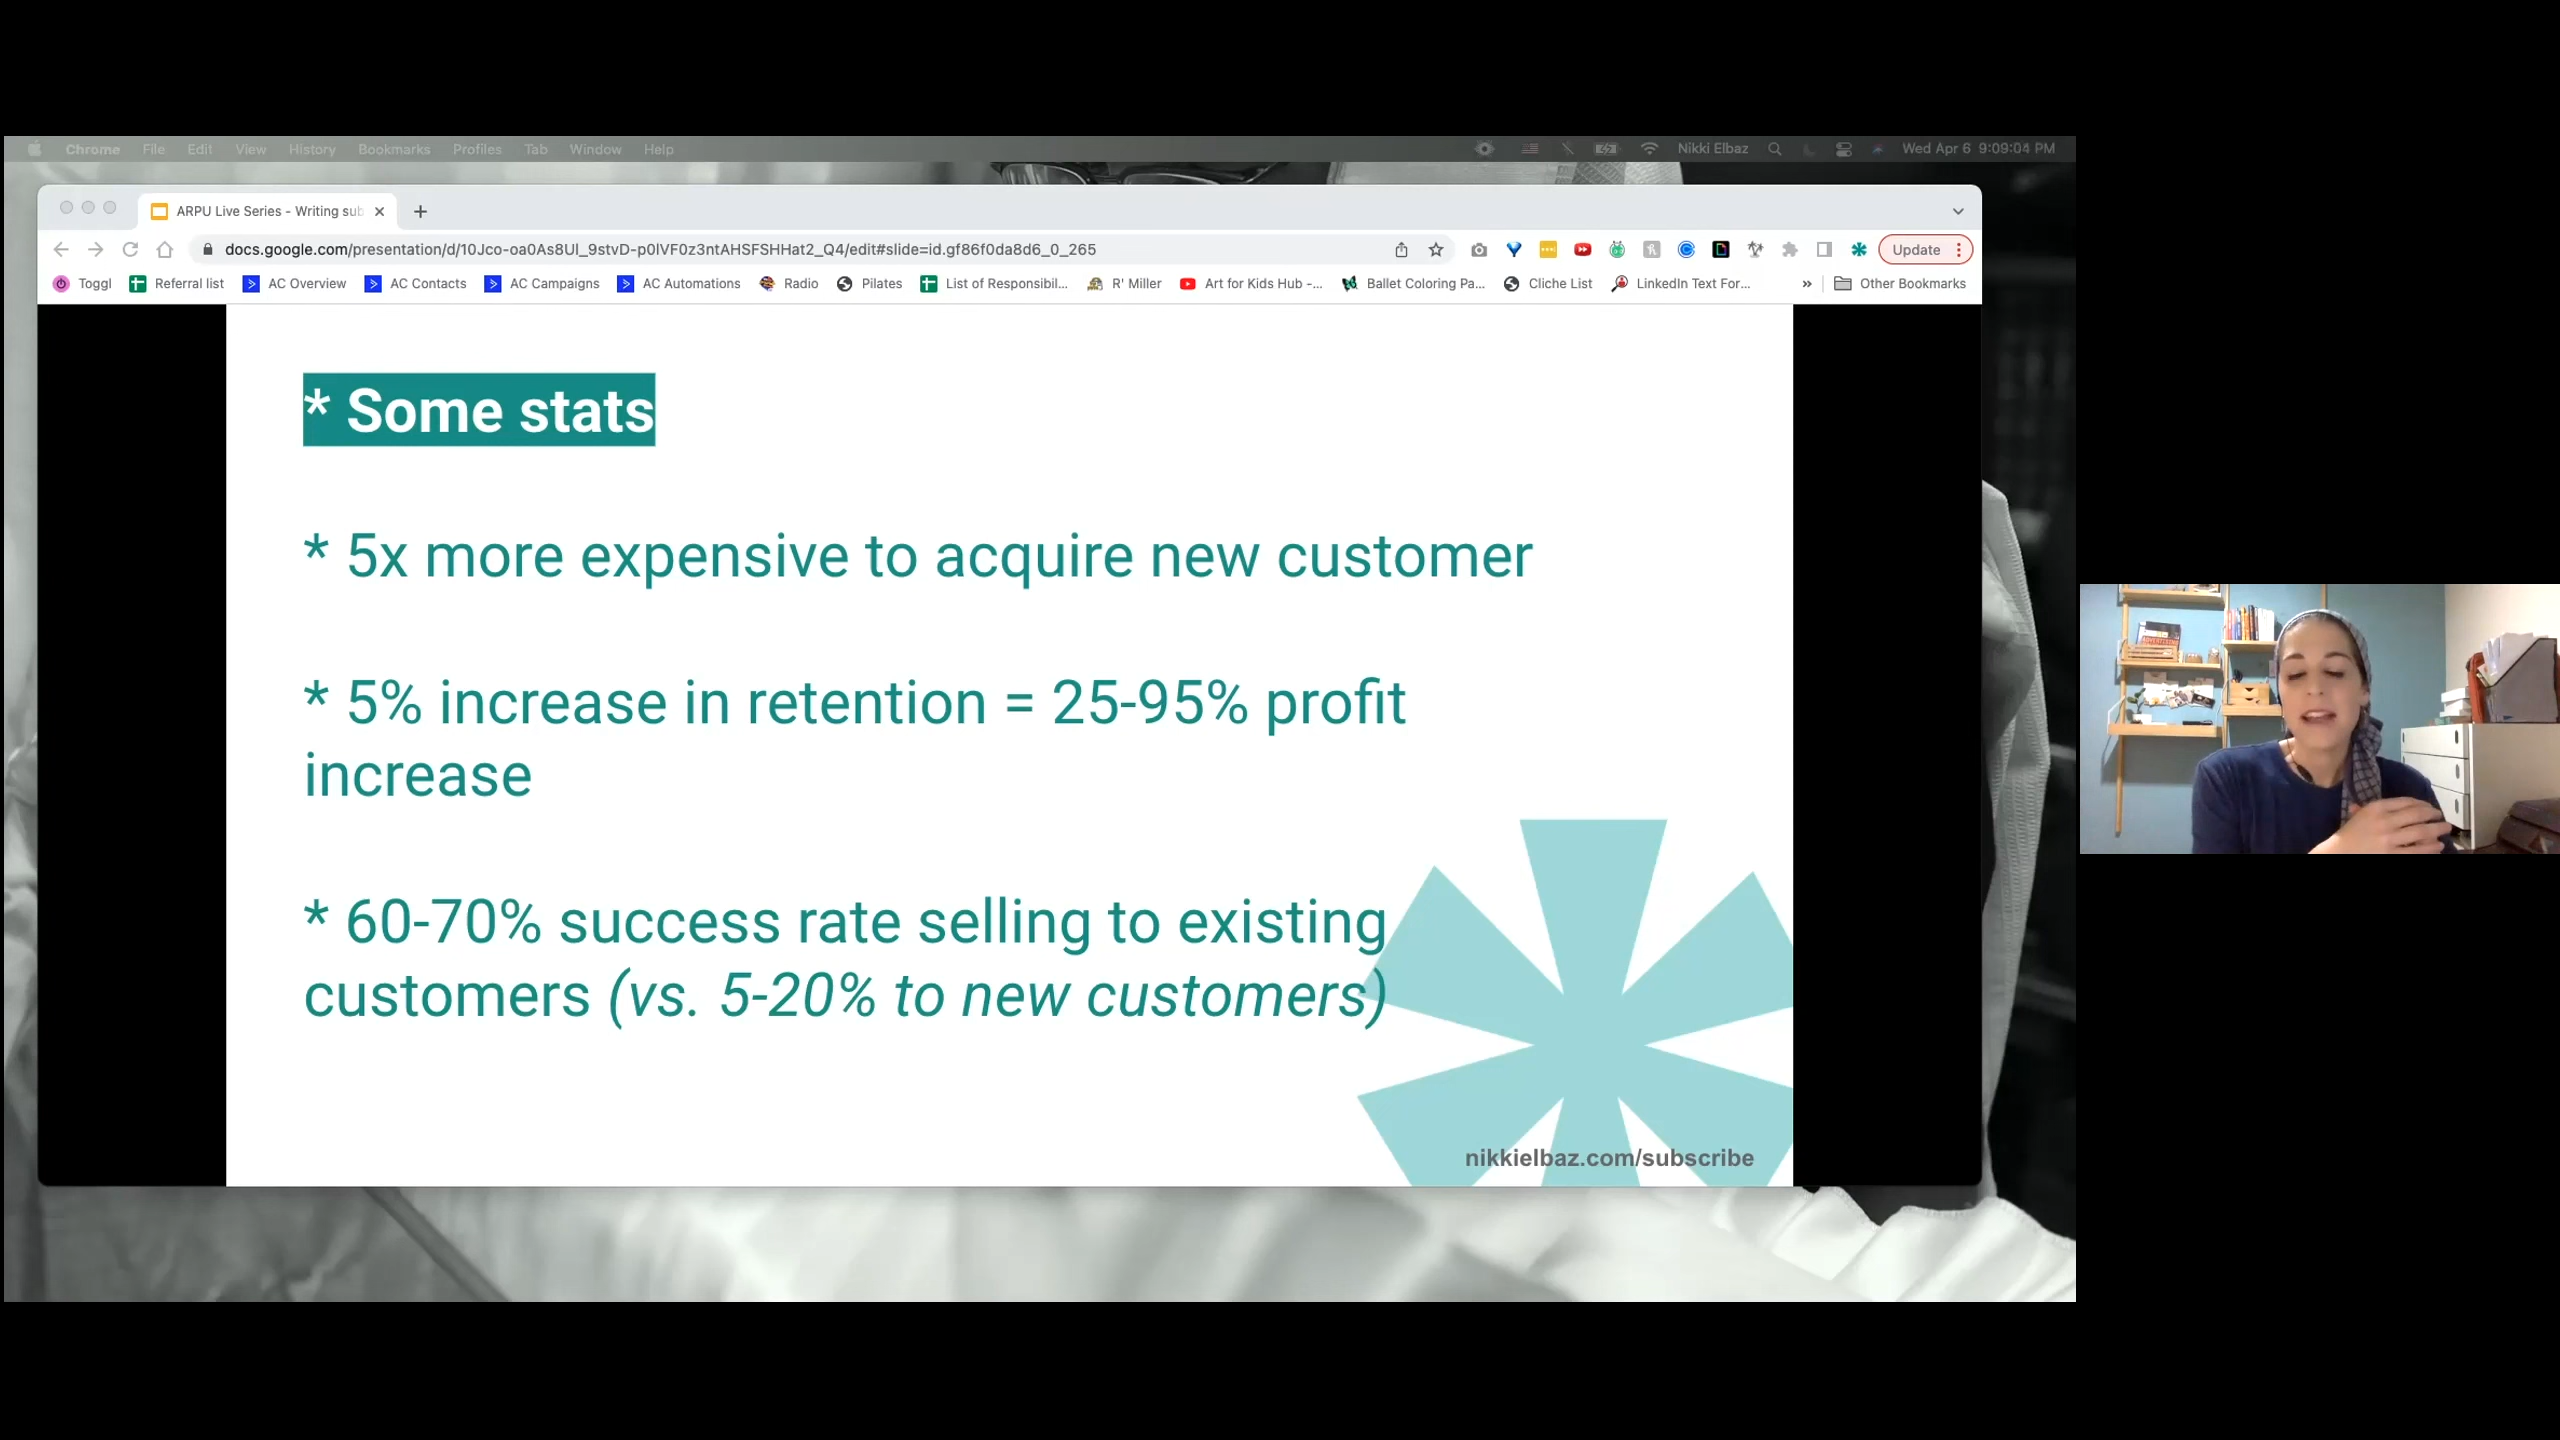 Chrome File Edit View History Bookmarks Profiles Tab Window Help
Nikki Elbaz Wed Apr 6 9:09:04 PM
ARPU Live Series - Writing sub
docs.google.com/presentation/d/10Jco-oa0As8Ul_9stvD-p0lVF0z3ntAHSFSHHat2_Q4/edit#slide=id.gf86f0da8d6_0_265
Update
Toggl Referral list AC Overview AC Contacts AC Campaigns AC Automations Radio Pilates List of Responsibil... R' Miller Art for Kids Hub -... Ballet Coloring Pa... Cliche List LinkedIn Text For... » Other Bookmarks
* Some stats
* 5x more expensive to acquire new customer
* 5% increase in retention = 25-95% profit
increase
* 60-70% success rate selling to existing
customers (vs. 5-20% to new customers)
nikkielbaz.com/subscribe
ADVERTISING